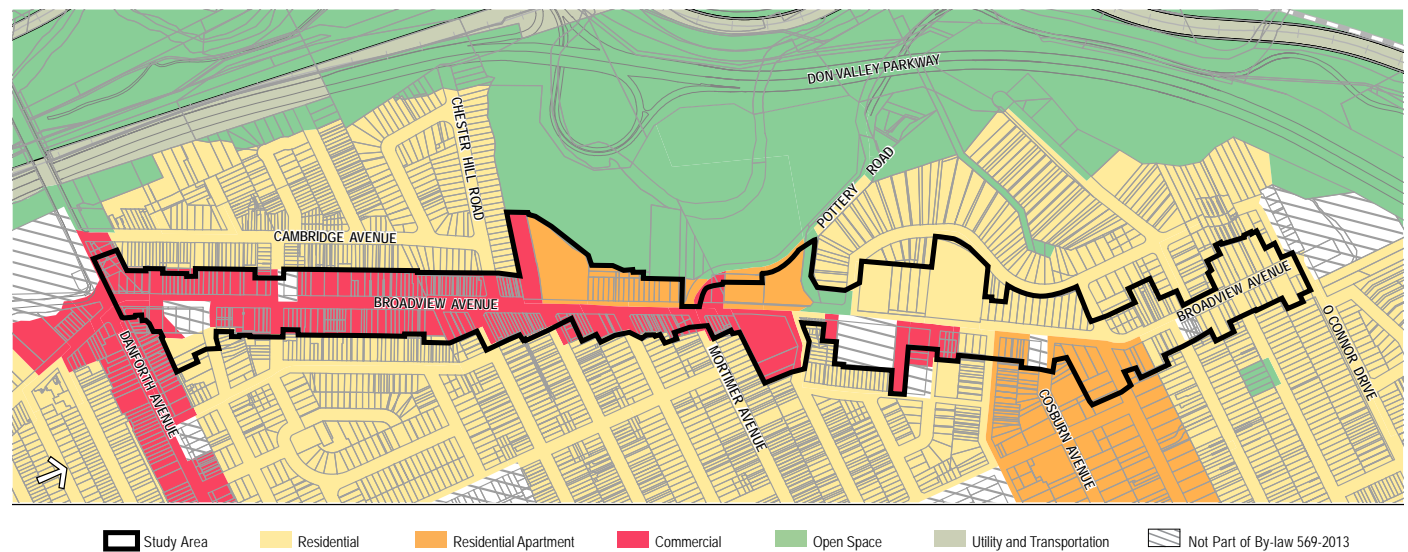 DON VALLEY PARKWAY
CHESTER HILL ROAD
POTTERY ROAD
CAMBRIDGE AVENUE
BROADVIEW AVENUE
BROADVIEW AVENUE
DANFORTH AVENUE
MORTIMER AVENUE
COSBURN AVENUE
O CONNOR DRIVE
Study Area
Residential
Residential Apartment
Commercial
Open Space
Utility and Transportation
Not Part of By-law 569-2013